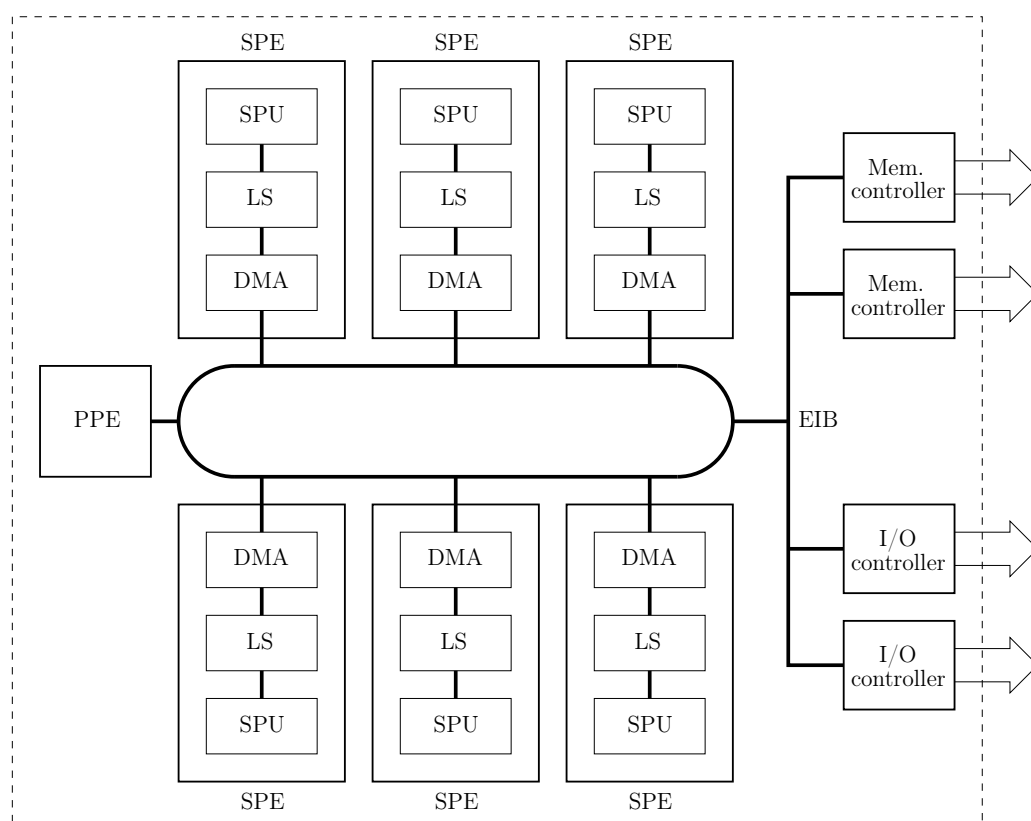 SPE SPE SPE
SPU SPU SPU
LS LS LS
DMA DMA DMA
Mem.
controller
Mem.
controller
PPE
EIB
DMA DMA DMA
LS LS LS
SPU SPU SPU
SPE SPE SPE
I/O
controller
I/O
controller